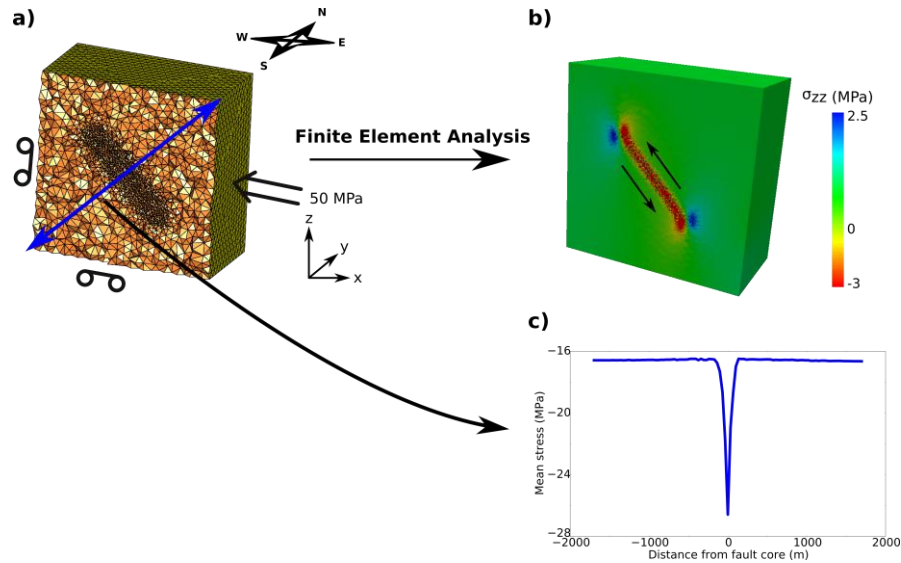 a)
N
W
E
S
Finite Element Analysis
50 MPa
z
y
x
b)
σzz (MPa)
2.5
0
-3
c)
Mean stress (MPa)
−16
−20
−24
−28
−2000
−1000
0
1000
2000
Distance from fault core (m)